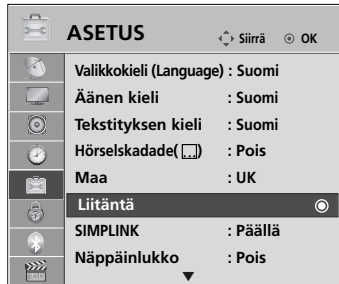 ASETUS Siirrä OK
Valikkokieli (Language) : Suomi
Äänen kieli : Suomi
Tekstityksen kieli : Suomi
Hörselskadade( ) : Pois
Maa : UK
Liitäntä
SIMPLINK : Päällä
Näppäinlukko : Pois